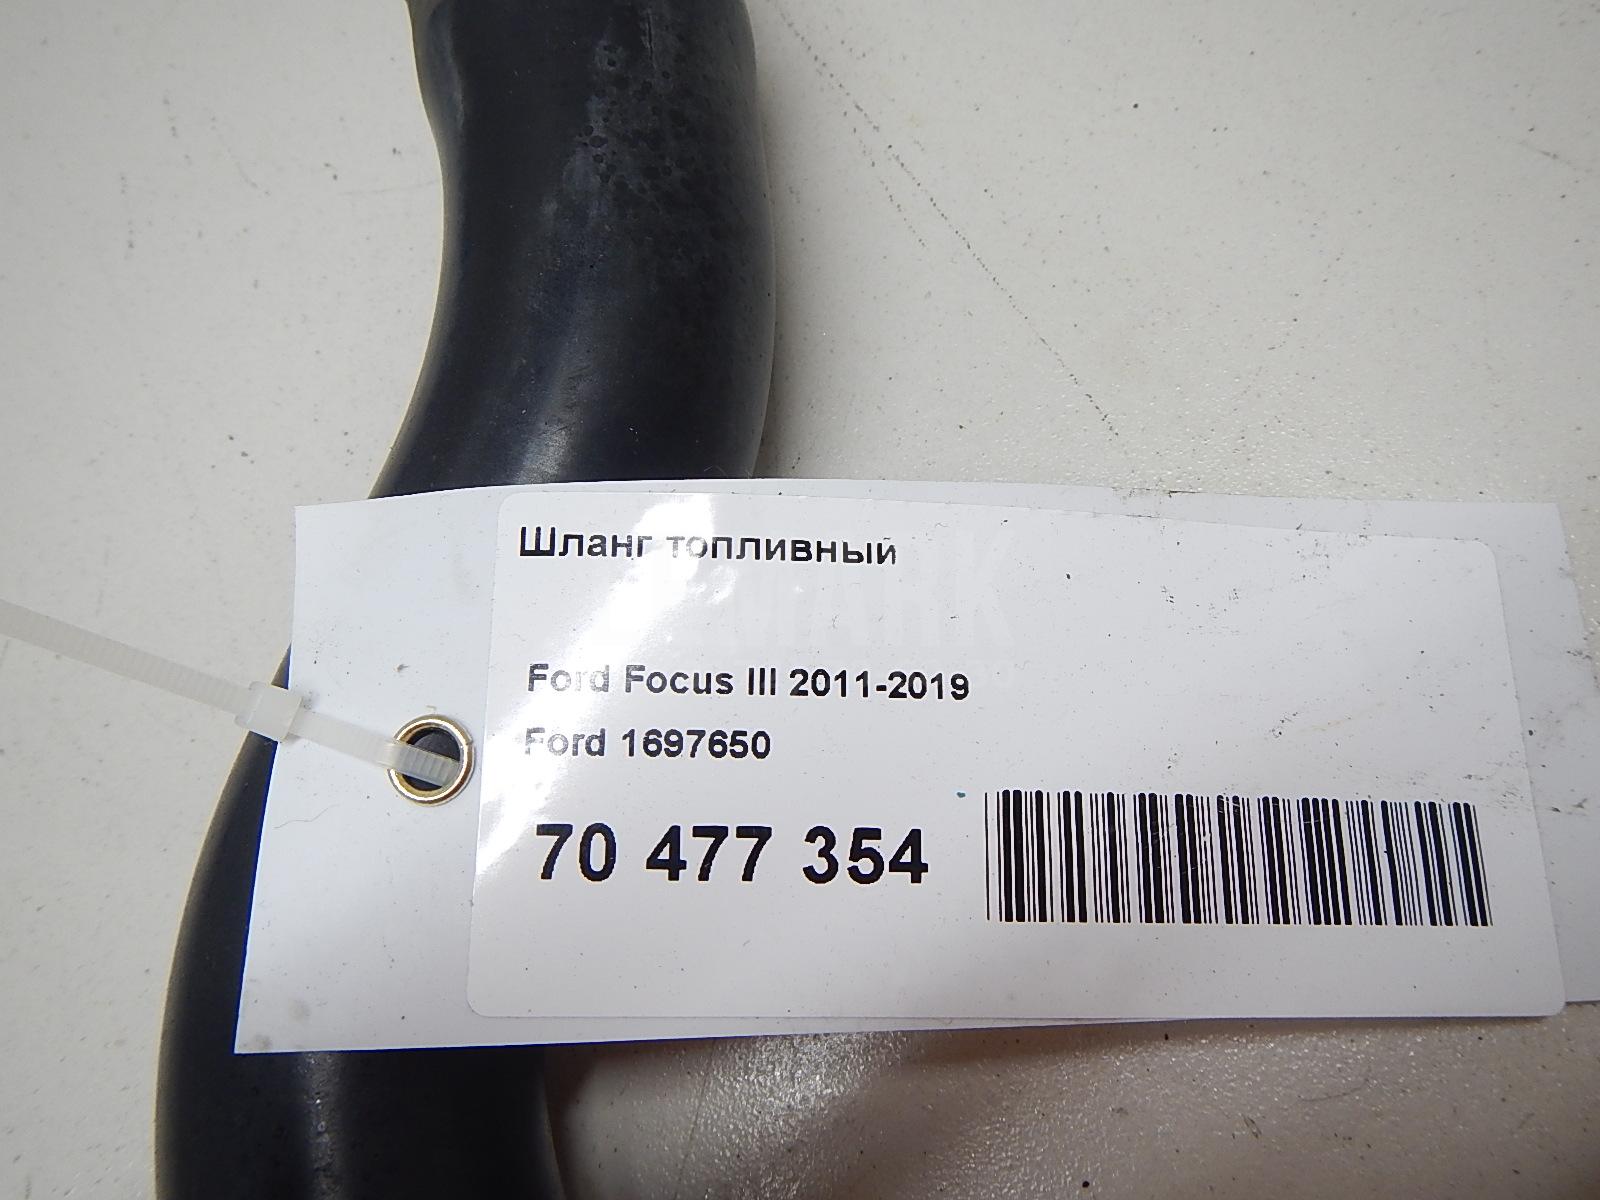 Шланг топливный
Ford Focus III 2011-2019
Ford 1697650
70 477 354